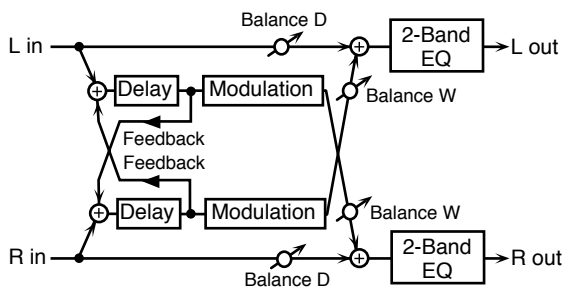 Balance D
L in
+
2-Band
EQ
L out
+
Delay
Modulation
Balance W
Feedback
Feedback
+
Delay
Modulation
Balance W
R in
+
2-Band
EQ
R out
Balance D